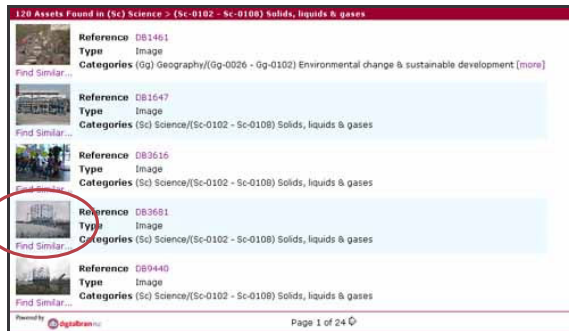 120 Assets Found in (Sc) Science > (Sc-0102 - Sc-0108) Solids, liquids & gases
Reference DB1461
Type Image
Categories (Gg) Geography/(Gg-0026 - Gg-0102) Environmental change & sustainable development [more]
Find Similar...
Reference DB1647
Type Image
Categories (Sc) Science/(Sc-0102 - Sc-0108) Solids, liquids & gases
Find Similar...
Reference DB3616
Type Image
Categories (Sc) Science/(Sc-0102 - Sc-0108) Solids, liquids & gases
Find Similar...
Reference DB3681
Type Image
Categories (Sc) Science/(Sc-0102 - Sc-0108) Solids, liquids & gases
Find Similar...
Reference DB9440
Type Image
Categories (Sc) Science/(Sc-0102 - Sc-0108) Solids, liquids & gases
Find Similar...
Powered by digitalbrain
Page 1 of 24